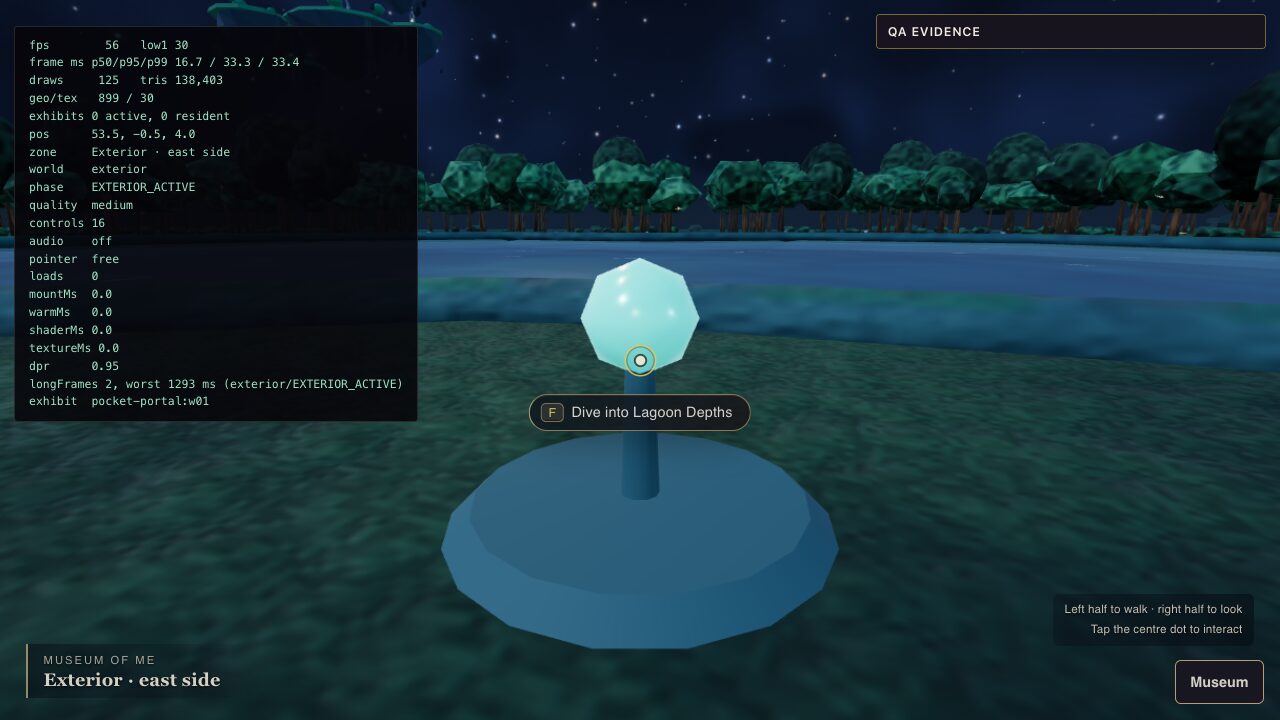 fps 56 low1 30
frame ms p50/p95/p99 16.7 / 33.3 / 33.4
draws 125 tris 138,403
geo/tex 899 / 30
exhibits 0 active, 0 resident
pos 53.5, -0.5, 4.0
zone Exterior · east side
world exterior
phase EXTERIOR_ACTIVE
quality medium
controls 16
audio off
pointer free
loads 0
mountMs 0.0
warmMs 0.0
shaderMs 0.0
textureMs 0.0
dpr 0.95
longFrames 2, worst 1293 ms (exterior/EXTERIOR_ACTIVE)
exhibit pocket-portal:w01
QA EVIDENCE
F Dive into Lagoon Depths
Left half to walk · right half to look
Tap the centre dot to interact
MUSEUM OF ME
Exterior · east side
Museum